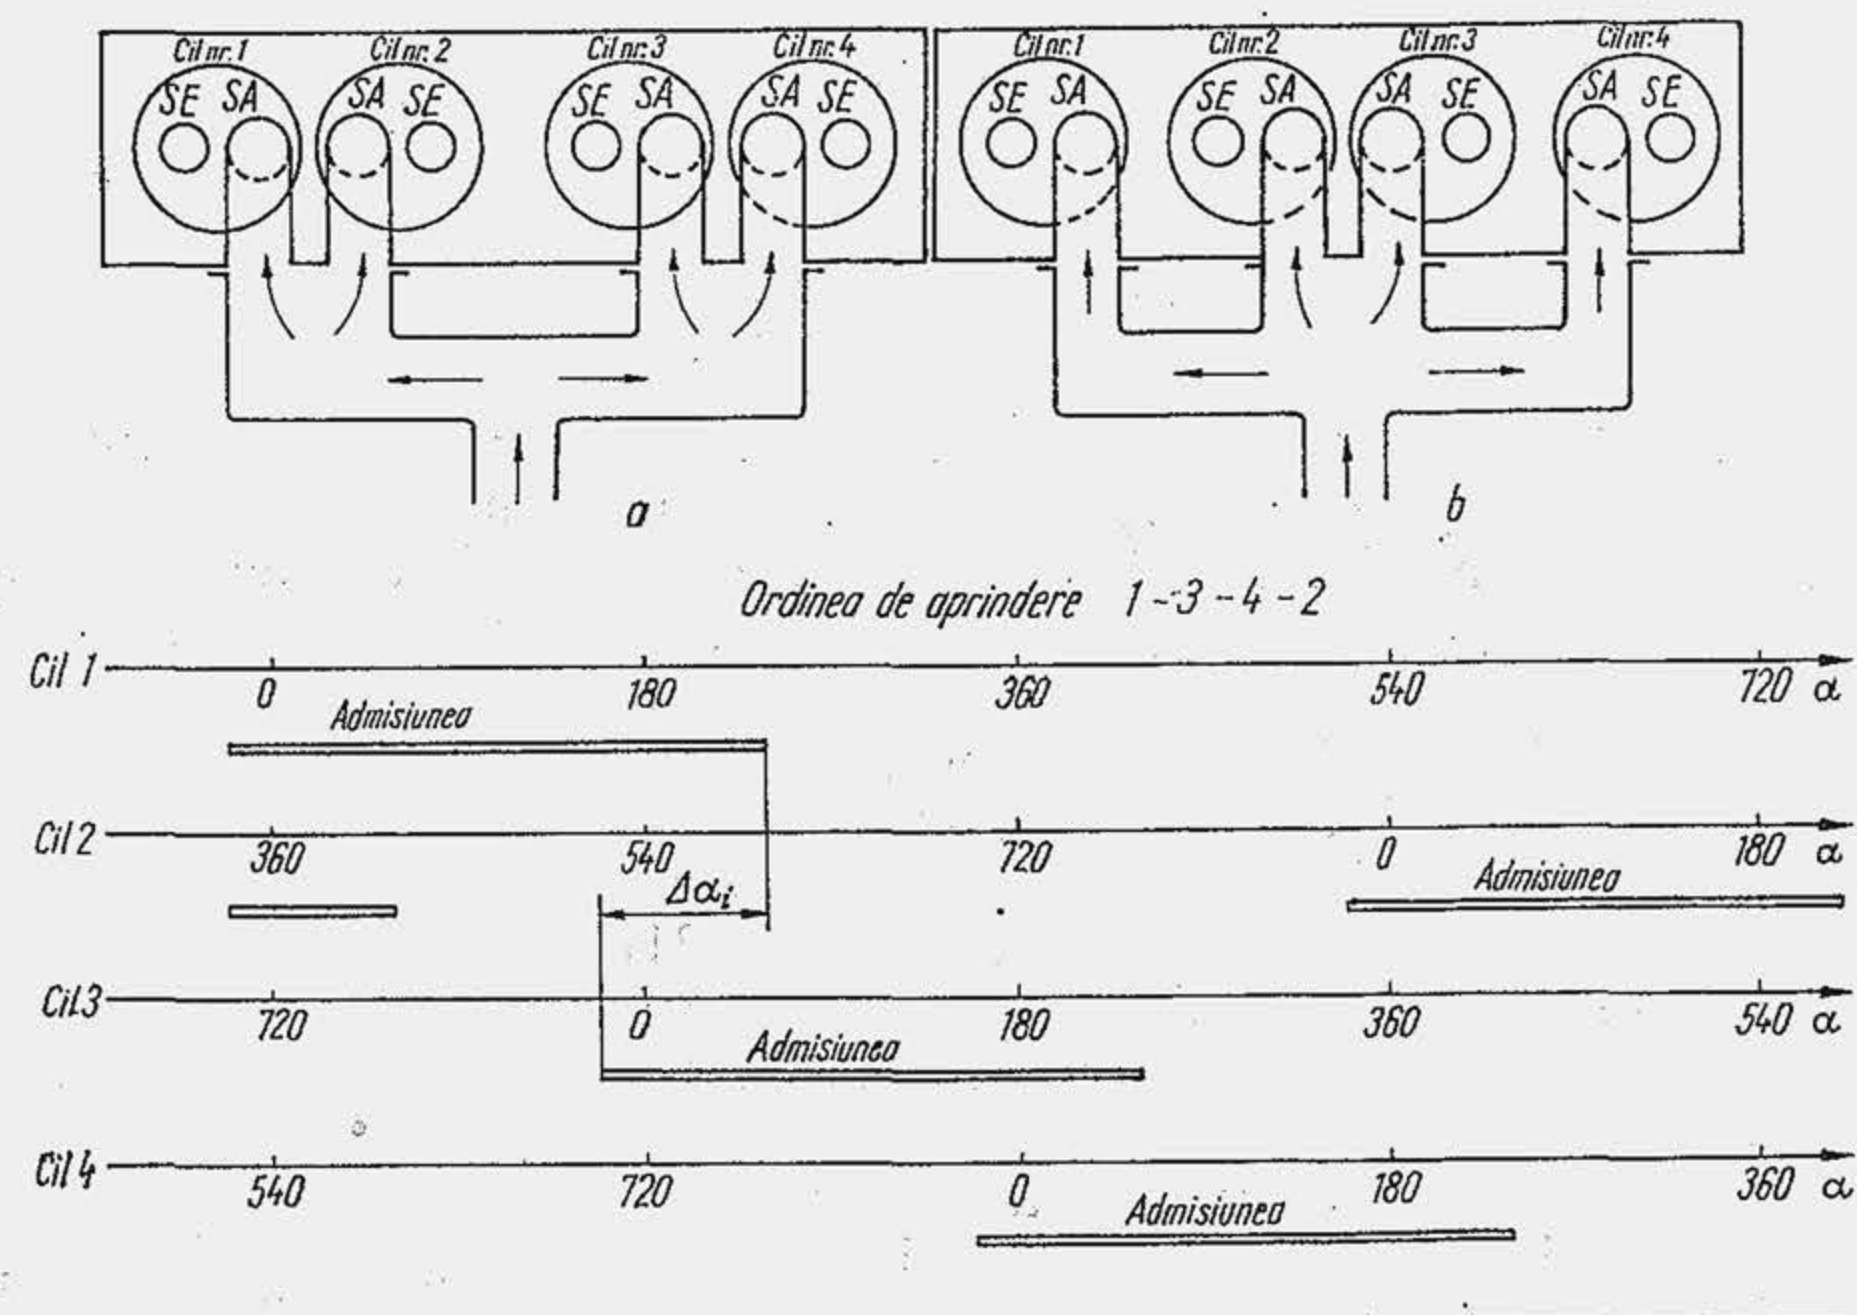 Cil nr. 1 Cil nr. 2 Cil nr. 3 Cil nr. 4 Cil nr. 1 Cil nr. 2 Cil nr. 3 Cil nr. 4
SE SA SA SE SE SA SA SE SE SA SE SA SA SE SA SE
a b
Ordinea de aprindere 1 - 3 - 4 - 2
Cil 1
0 180 360 540 720 α
Admisiunea
Cil 2
360 540 720 0 180 α
Δαi Admisiunea
Cil.3
720 0 180 360 540 α
Admisiunea
Cil 4
540 720 0 180 360 α
Admisiunea